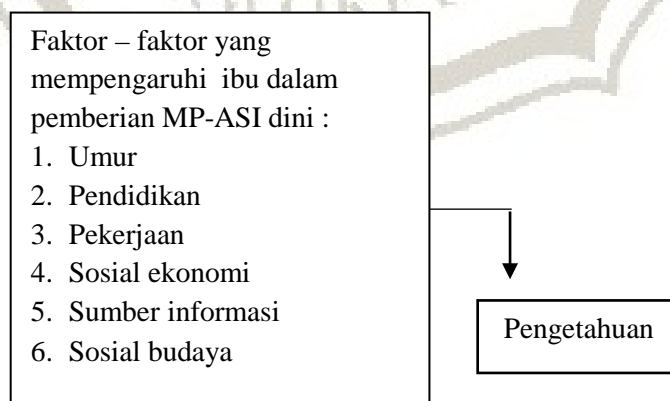 Faktor – faktor yang
mempengaruhi ibu dalam
pemberian MP-ASI dini :
1. Umur
2. Pendidikan
3. Pekerjaan
4. Sosial ekonomi
5. Sumber informasi
6. Sosial budaya
Pengetahuan